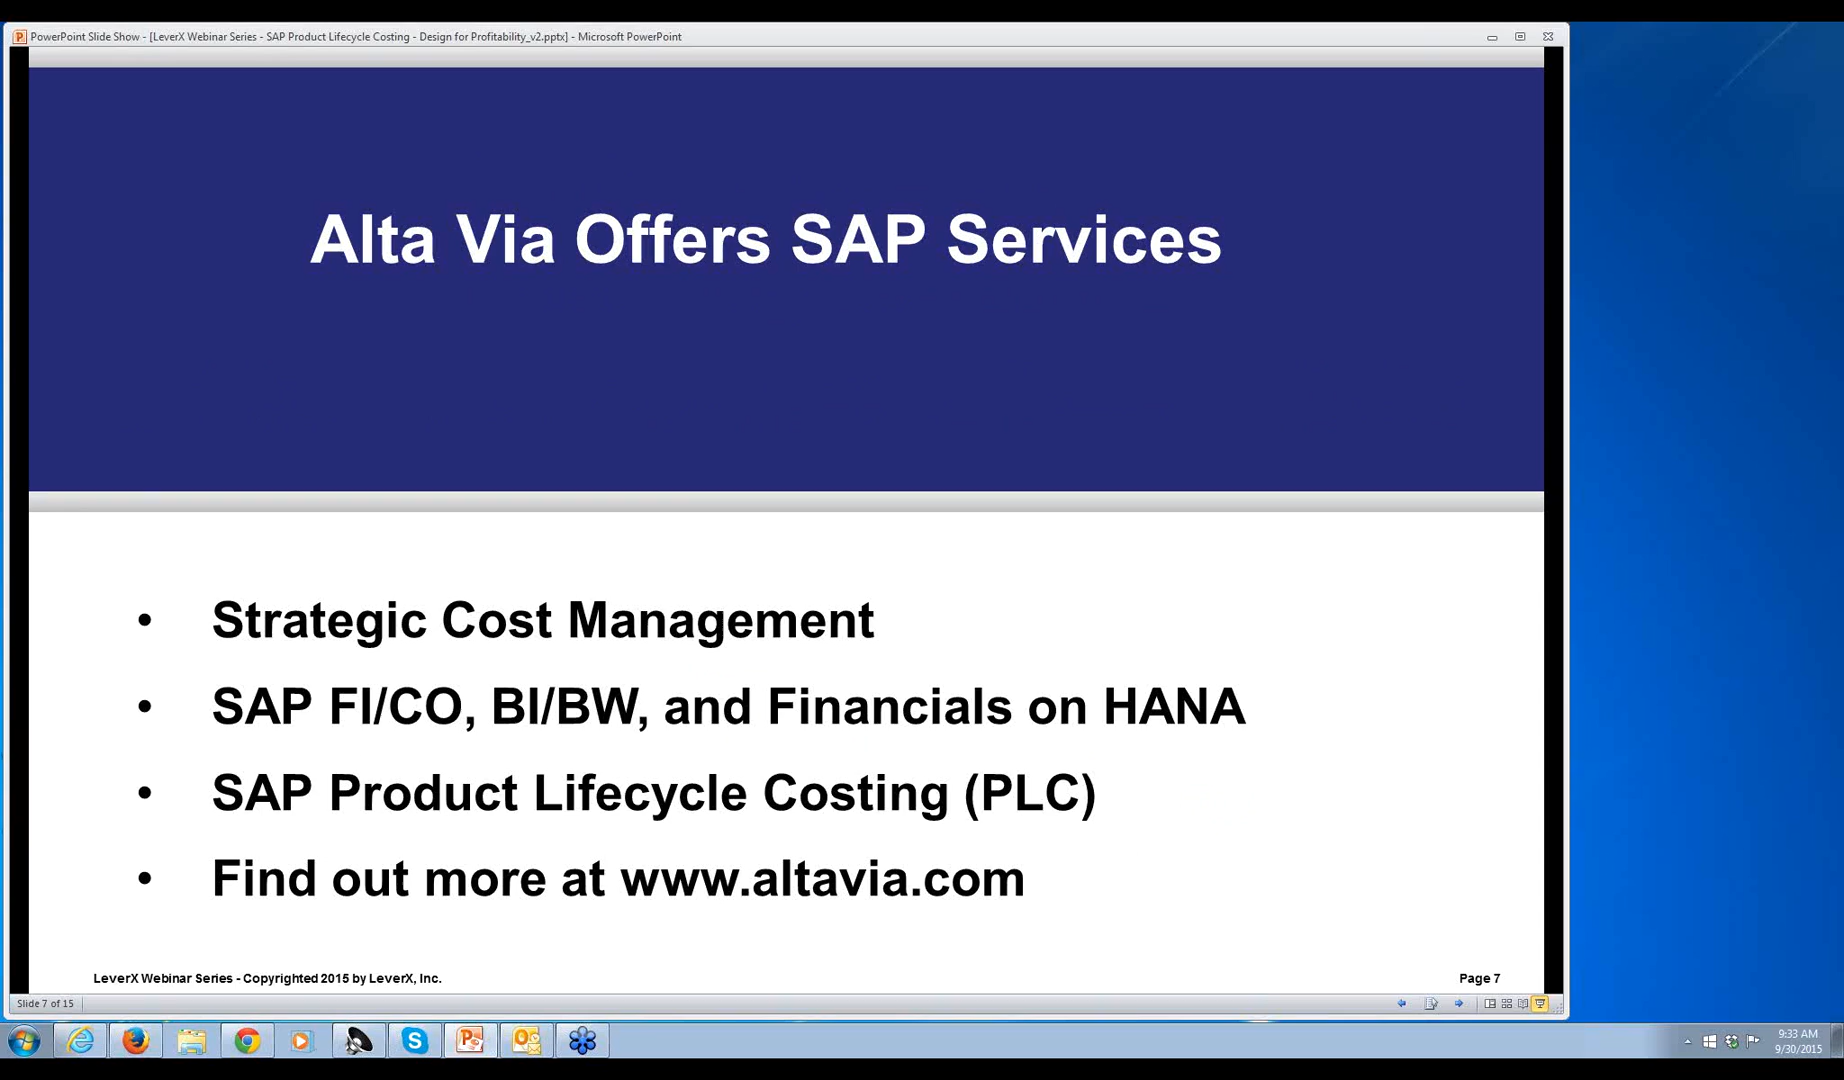 PowerPoint Slide Show - [LeverX Webinar Series - SAP Product Lifecycle Costing - Design for Profitability_v2.pptx] - Microsoft PowerPoint
Alta Via Offers SAP Services
• Strategic Cost Management
• SAP FI/CO, BI/BW, and Financials on HANA
• SAP Product Lifecycle Costing (PLC)
• Find out more at www.altavia.com
LeverX Webinar Series - Copyrighted 2015 by LeverX, Inc.
Page 7
Slide 7 of 15
9:33 AM
9/30/2015